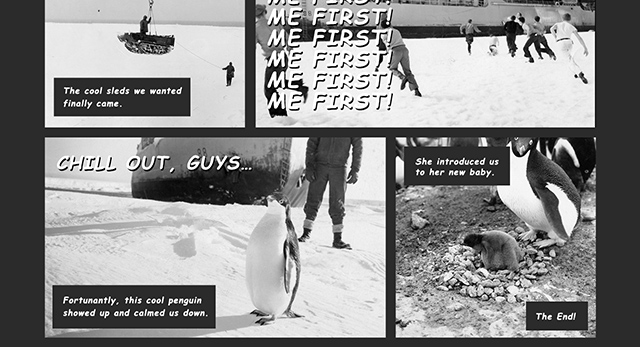 The cool sleds we wanted
finally came.
ME FIRST!
ME FIRST!
ME FIRST!
ME FIRST!
ME FIRST!
ME FIRST!
CHILL OUT, GUYS...
Fortunantly, this cool penguin
showed up and calmed us down.
She introduced us
to her new baby.
The End!